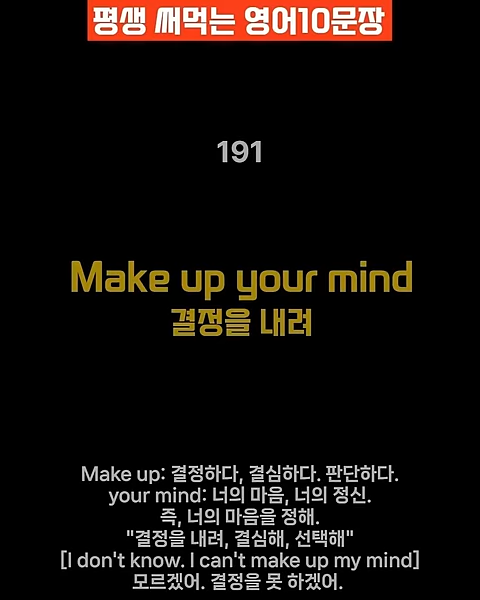 평생 써먹는 영어10문장
191
Make up your mind
결정을 내려
Make up: 결정하다, 결심하다. 판단하다.
your mind: 너의 마음, 너의 정신.
즉, 너의 마음을 정해.
"결정을 내려, 결심해, 선택해"
[I don't know. I can't make up my mind]
모르겠어. 결정을 못 하겠어.